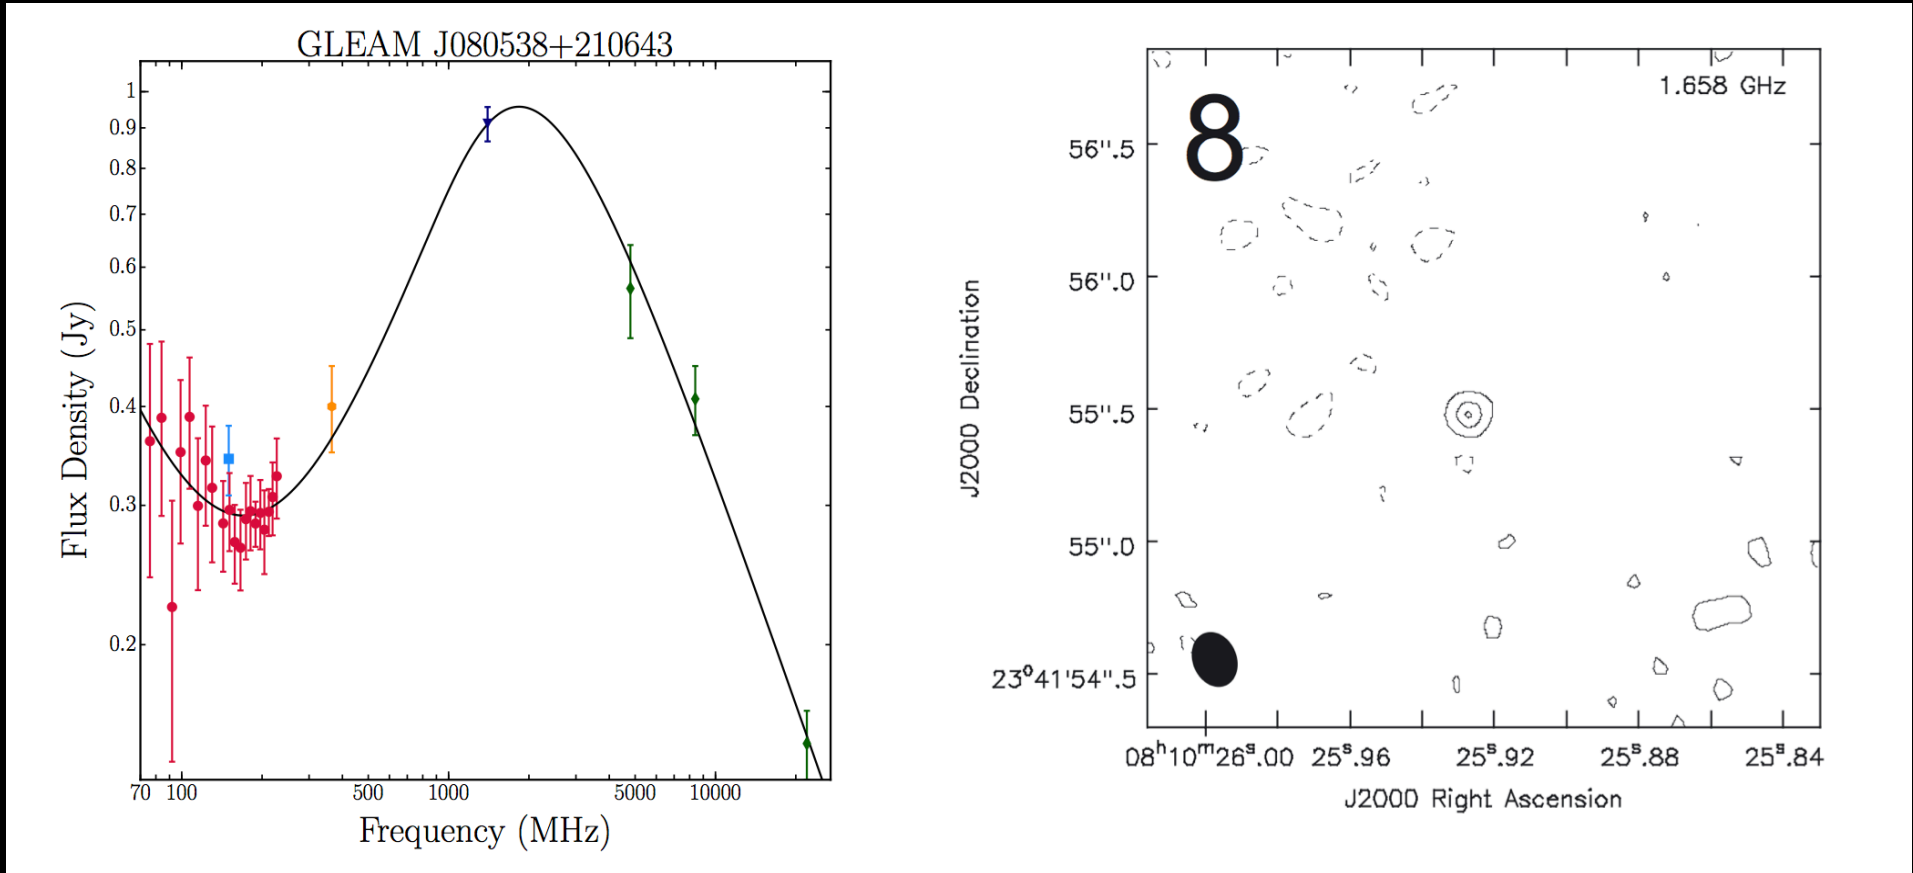 GLEAM J080538+210643
1
0.9
0.8
0.7
0.6
0.5
0.4
0.3
0.2
Flux Density (Jy)
70 100 500 1000 5000 10000
Frequency (MHz)
1.658 GHz
8
56".5
56".0
55".5
55".0
23°41'54".5
J2000 Declination
08ʰ10ᵐ26ˢ.00 25ˢ.96 25ˢ.92 25ˢ.88 25ˢ.84
J2000 Right Ascension